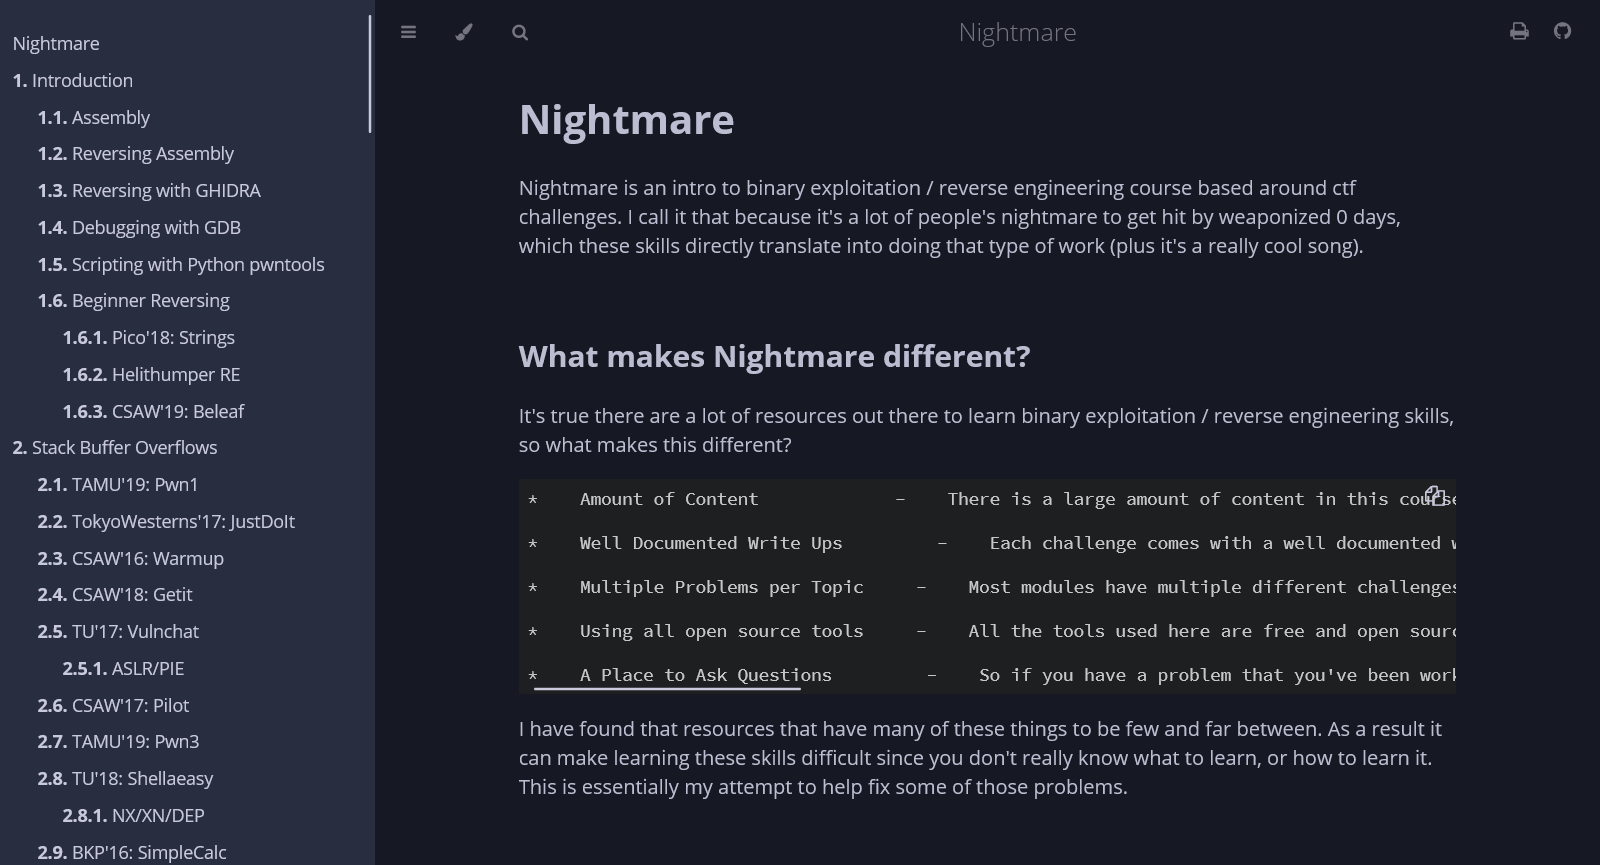 Nightmare
1. Introduction
1.1. Assembly
1.2. Reversing Assembly
1.3. Reversing with GHIDRA
1.4. Debugging with GDB
1.5. Scripting with Python pwntools
1.6. Beginner Reversing
1.6.1. Pico'18: Strings
1.6.2. Helithumper RE
1.6.3. CSAW'19: Beleaf
2. Stack Buffer Overflows
2.1. TAMU'19: Pwn1
2.2. TokyoWesterns'17: JustDoIt
2.3. CSAW'16: Warmup
2.4. CSAW'18: Getit
2.5. TU'17: Vulnchat
2.5.1. ASLR/PIE
2.6. CSAW'17: Pilot
2.7. TAMU'19: Pwn3
2.8. TU'18: Shellaeasy
2.8.1. NX/XN/DEP
2.9. BKP'16: SimpleCalc
Nightmare
Nightmare
Nightmare is an intro to binary exploitation / reverse engineering course based around ctf
challenges. I call it that because it's a lot of people's nightmare to get hit by weaponized 0 days,
which these skills directly translate into doing that type of work (plus it's a really cool song).
What makes Nightmare different?
It's true there are a lot of resources out there to learn binary exploitation / reverse engineering skills,
so what makes this different?
* Amount of Content - There is a large amount of content in this course
* Well Documented Write Ups - Each challenge comes with a well documented
* Multiple Problems per Topic - Most modules have multiple different challenges
* Using all open source tools - All the tools used here are free and open sourc
* A Place to Ask Questions - So if you have a problem that you've been work
I have found that resources that have many of these things to be few and far between. As a result it
can make learning these skills difficult since you don't really know what to learn, or how to learn it.
This is essentially my attempt to help fix some of those problems.